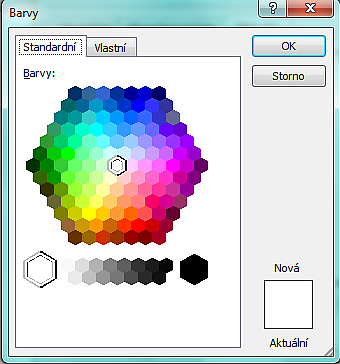 Barvy
Standardní
Vlastní
OK
Storno
Barvy:
Nová
Aktuální